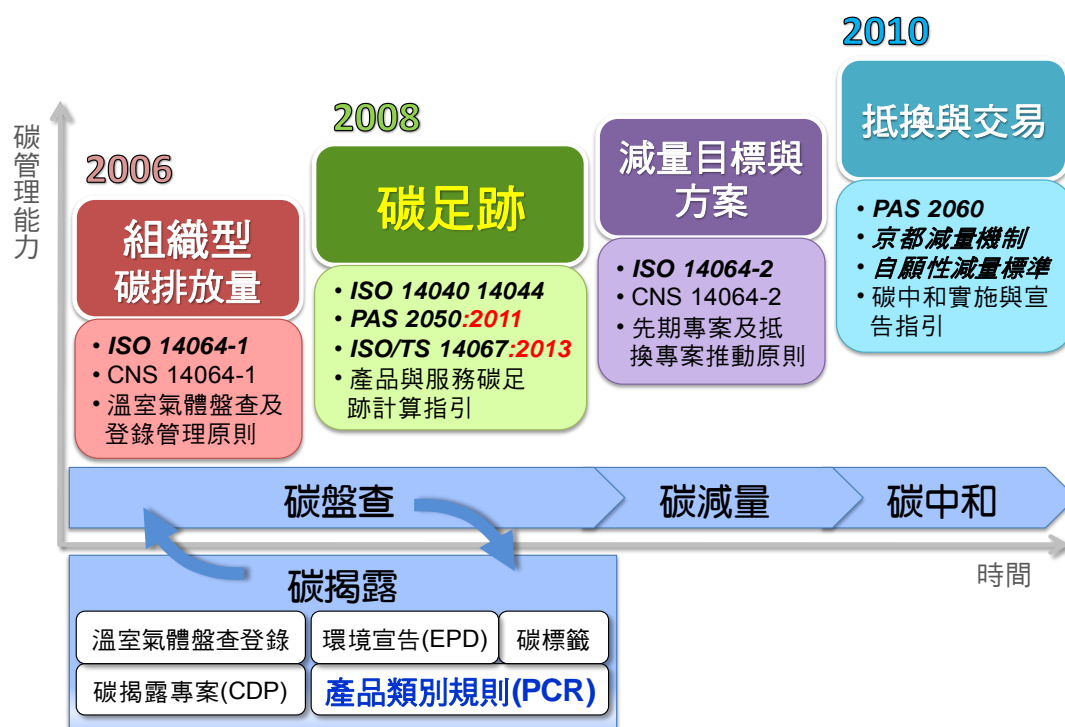 碳管理能力
2006
組織型
碳排放量
• ISO 14064-1
• CNS 14064-1
• 溫室氣體盤查及
登錄管理原則
2008
碳足跡
• ISO 14040 14044
• PAS 2050:2011
• ISO/TS 14067:2013
• 產品與服務碳足
跡計算指引
減量目標與
方案
• ISO 14064-2
• CNS 14064-2
• 先期專案及抵
換專案推動原則
2010
抵換與交易
• PAS 2060
• 京都減量機制
• 自願性減量標準
• 碳中和實施與宣
告指引
碳盤查
碳減量
碳中和
時間
碳揭露
溫室氣體盤查登錄
環境宣告(EPD)
碳標籤
碳揭露專案(CDP)
產品類別規則(PCR)